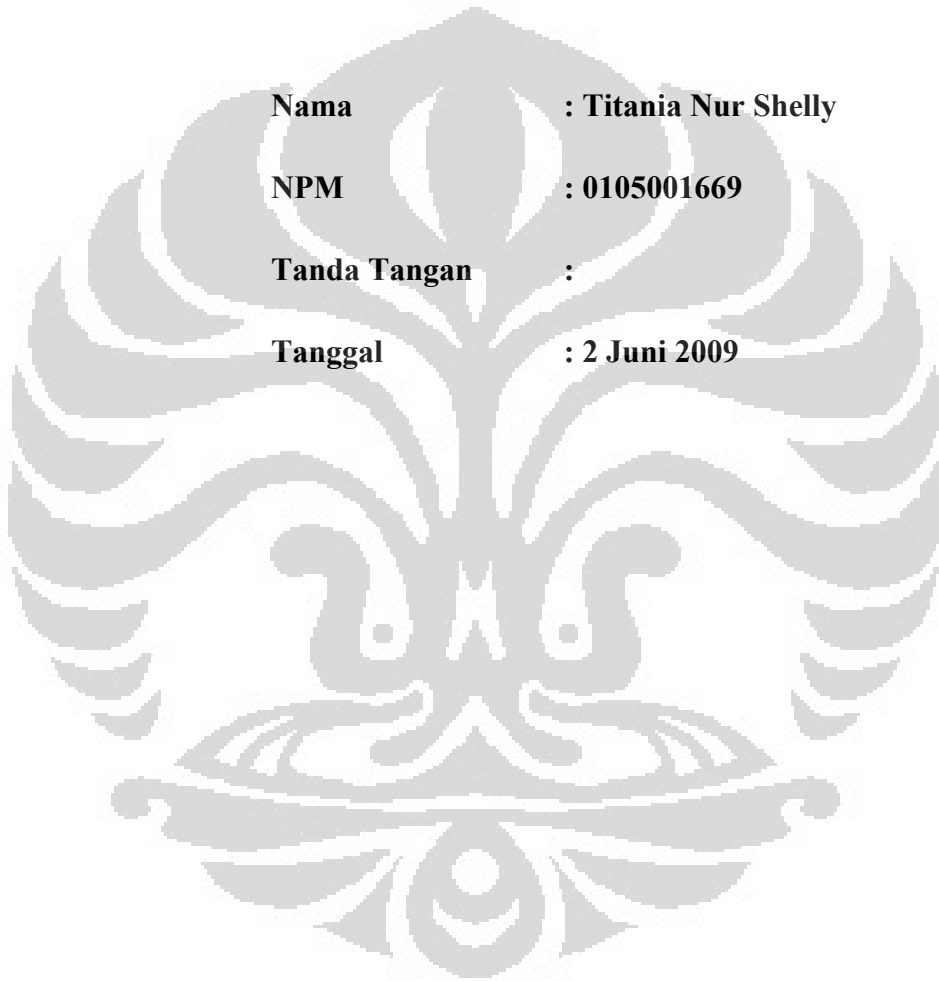 Nama : Titania Nur Shelly
NPM : 0105001669
Tanda Tangan :
Tanggal : 2 Juni 2009